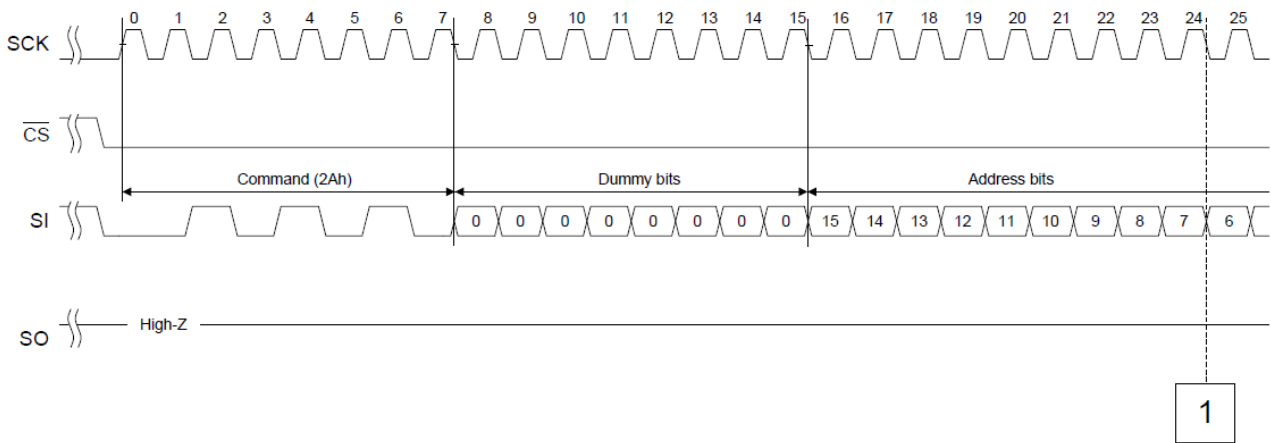 0 1 2 3 4 5 6 7 8 9 10 11 12 13 14 15 16 17 18 19 20 21 22 23 24 25
SCK
CS
Command (2Ah) Dummy bits Address bits
SI 0 0 0 0 0 0 0 0 15 14 13 12 11 10 9 8 7 6
High-Z
SO
1